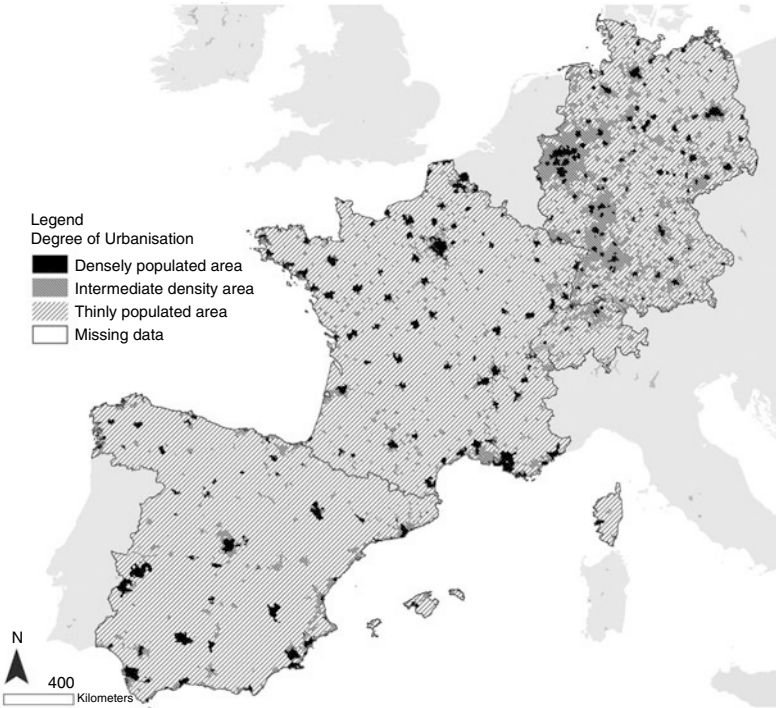 Legend
Degree of Urbanisation
Densely populated area
Intermediate density area
Thinly populated area
Missing data
N
400
Kilometers